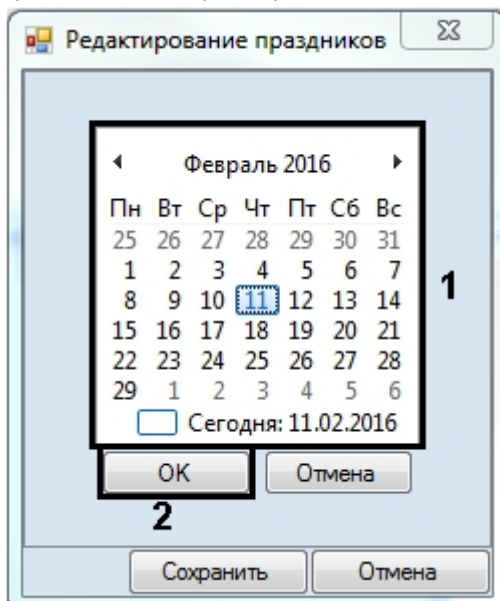 Редактирование праздников
Февраль 2016
Пн Вт Ср Чт Пт Сб Вс
25 26 27 28 29 30 31
1 2 3 4 5 6 7
1
8 9 10 11 12 13 14
15 16 17 18 19 20 21
22 23 24 25 26 27 28
29 1 2 3 4 5 6
Сегодня: 11.02.2016
ОК Отмена
2
Сохранить Отмена